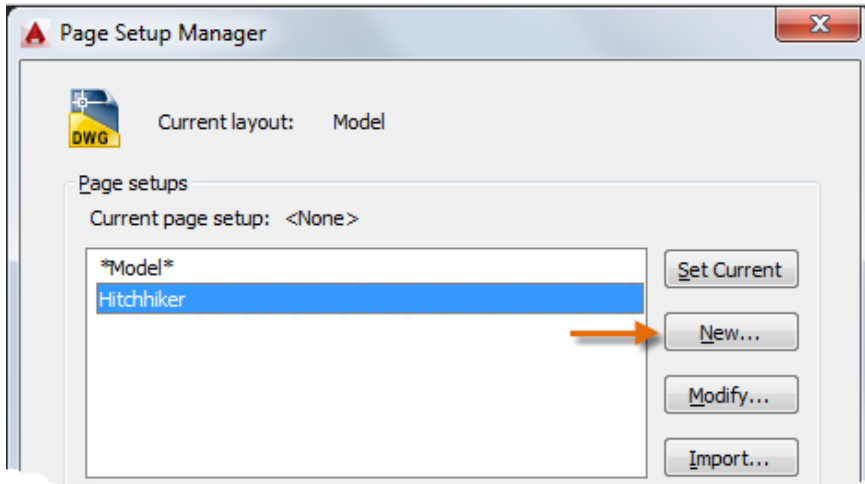 Page Setup Manager
DWG
Current layout: Model
Page setups
Current page setup: <None>
*Model*
Set Current
Hitchhiker
New...
Modify...
Import...